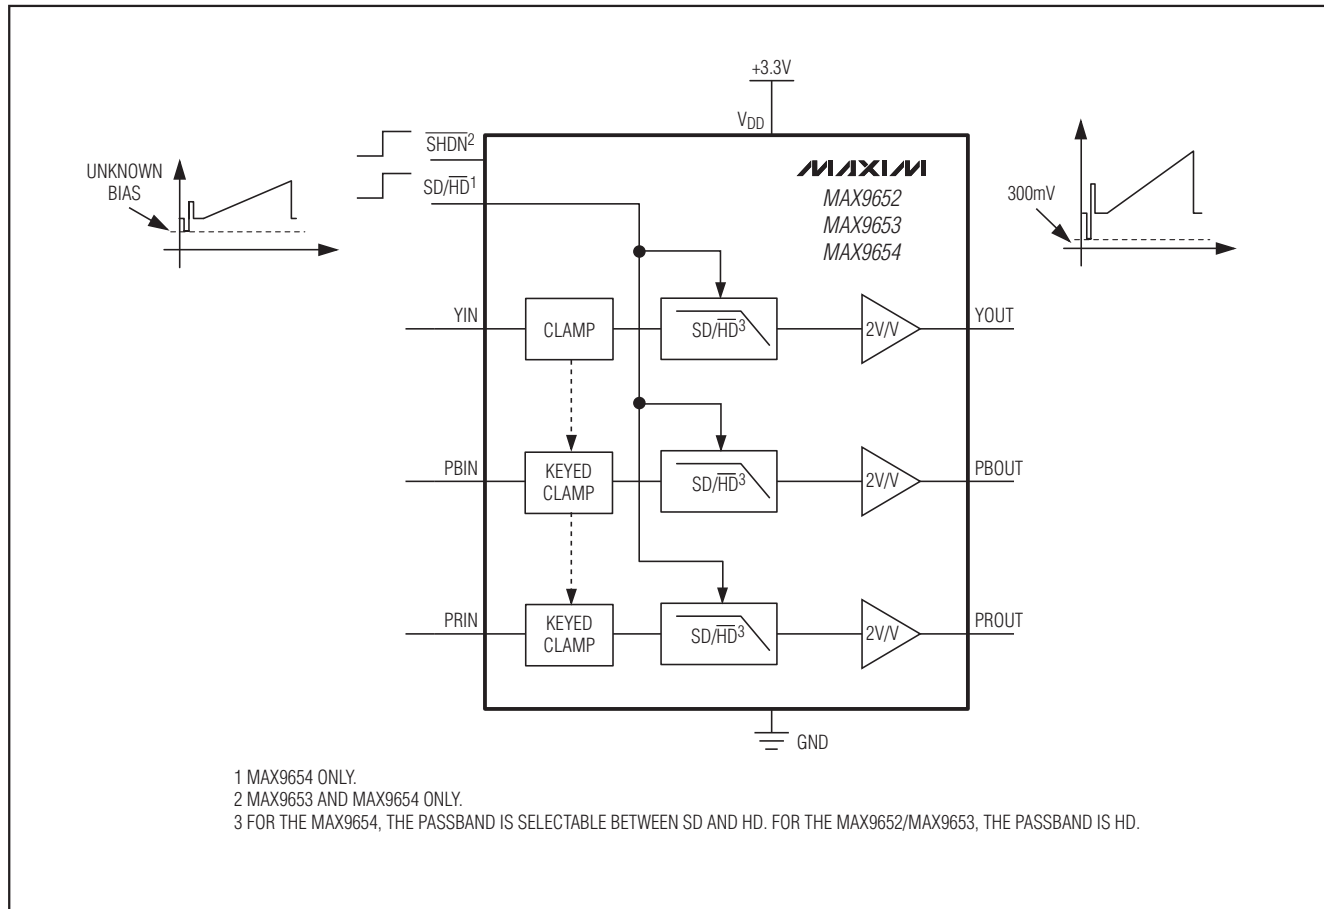 +3.3V
VDD
SHDN2
SD/HD1
UNKNOWN
BIAS
300mV
MAXIM
MAX9652
MAX9653
MAX9654
YIN
CLAMP
SD/HD3
2V/V
YOUT
PBIN
KEYED
CLAMP
SD/HD3
2V/V
PBOUT
PRIN
KEYED
CLAMP
SD/HD3
2V/V
PROUT
GND
1 MAX9654 ONLY.
2 MAX9653 AND MAX9654 ONLY.
3 FOR THE MAX9654, THE PASSBAND IS SELECTABLE BETWEEN SD AND HD. FOR THE MAX9652/MAX9653, THE PASSBAND IS HD.